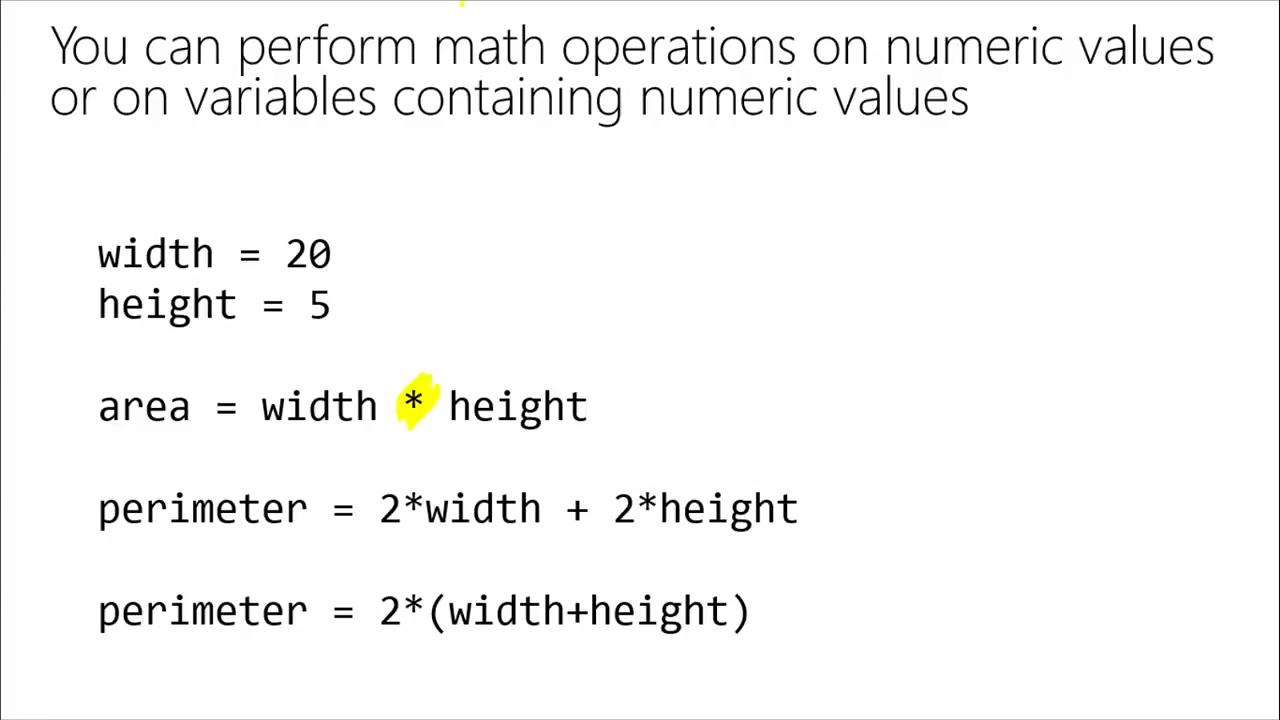 You can perform math operations on numeric values
or on variables containing numeric values
width = 20
height = 5
area = width * height
perimeter = 2*width + 2*height
perimeter = 2*(width+height)